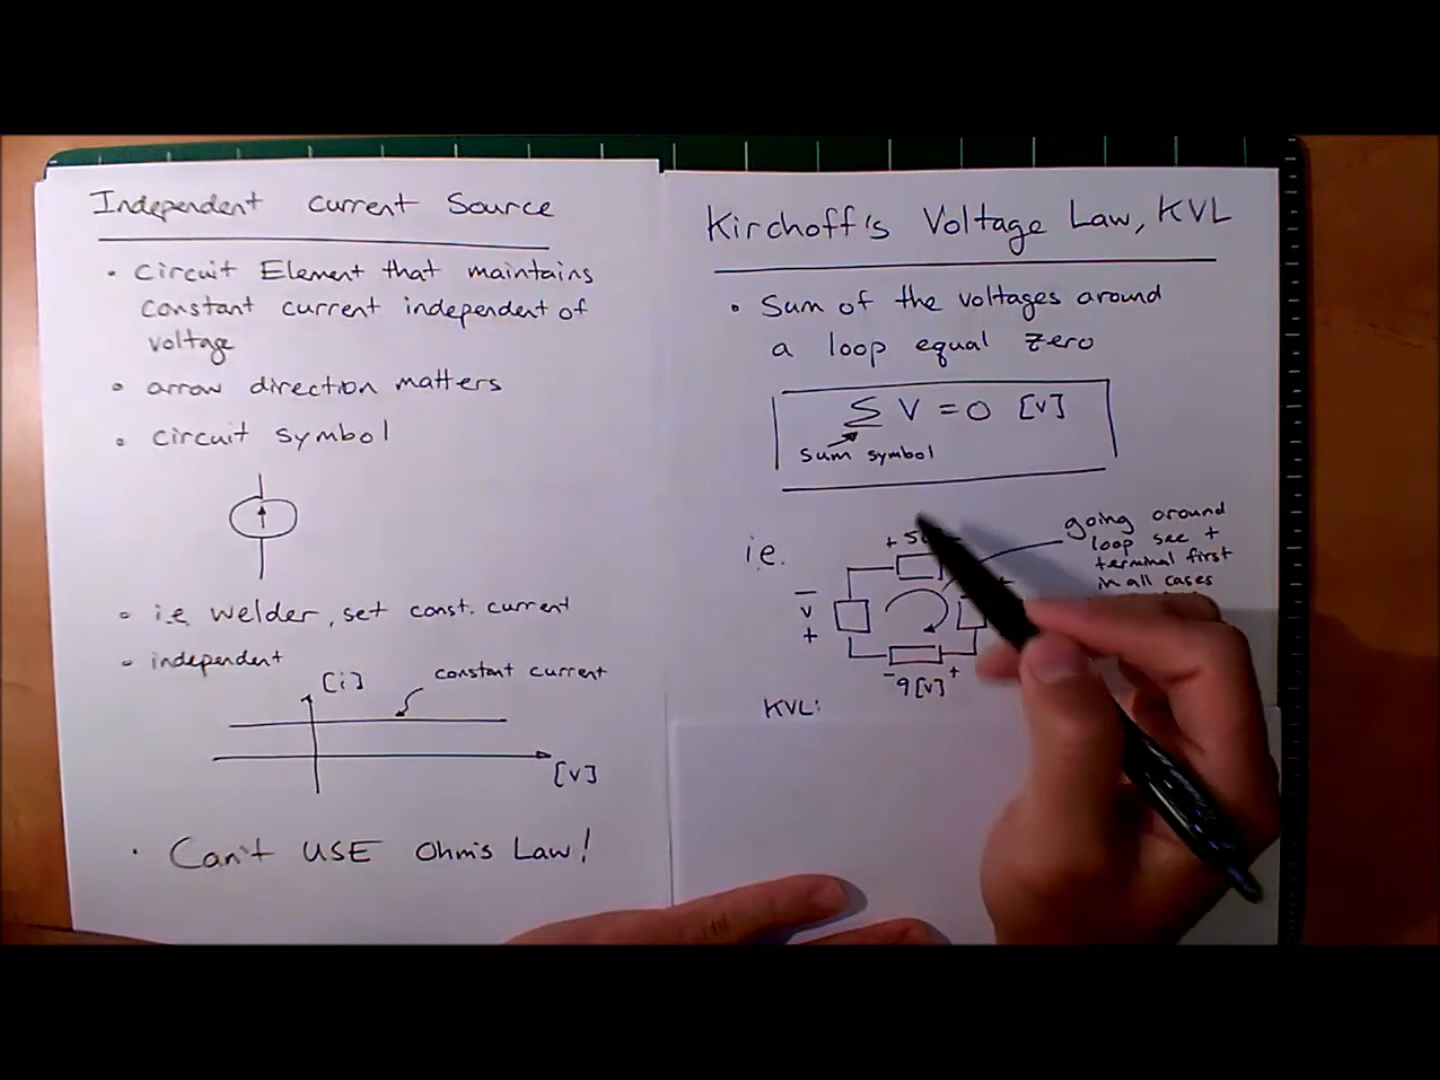 Independent current Source
• Circuit Element that maintains
constant current independent of
voltage
• arrow direction matters
• circuit symbol
• i.e. welder, set const. current
• independent
[i]
constant current
[v]
• Can't USE Ohm's Law!
Kirchoff's Voltage Law, KVL
• Sum of the voltages around
a loop equal zero
Σ V = 0 [v]
sum symbol
i.e.
+ 5
going around
loop see +
terminal first
in all cases
−
v
+
+
- 9[v] +
KVL: